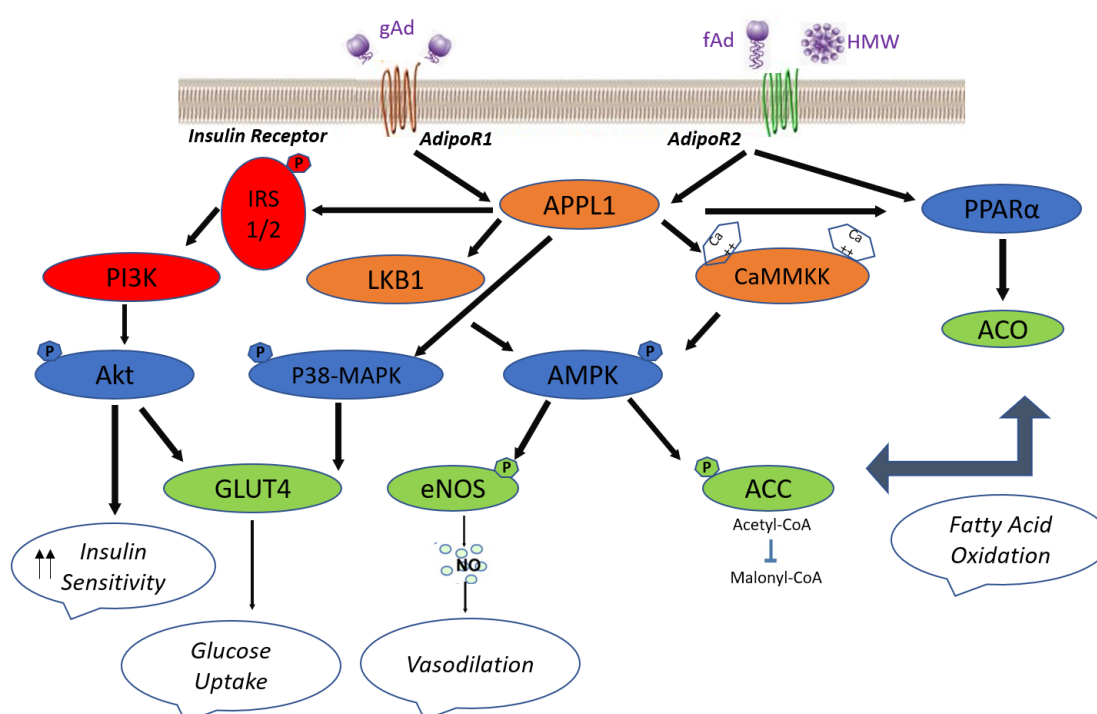 gAd
fAd
HMW
Insulin Receptor
AdipoR1
AdipoR2
P
IRS
1/2
APPL1
PPARα
Ca
++
Ca
++
PI3K
LKB1
CaMMKK
ACO
P
Akt
P
P38-MAPK
P
AMPK
GLUT4
P
eNOS
P
ACC
Acetyl-CoA
Malonyl-CoA
NO
Insulin
Sensitivity
Fatty Acid
Oxidation
Glucose
Uptake
Vasodilation